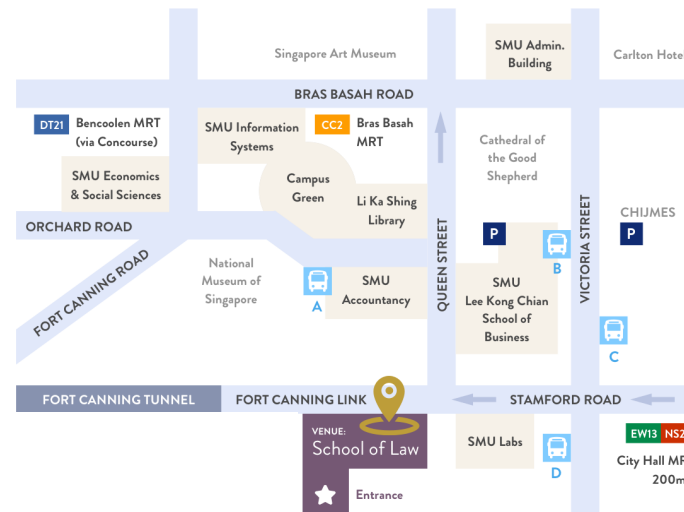 Singapore Art Museum
SMU Admin.
Building
Carlton Hote
BRAS BASAH ROAD
DT21
Bencoolen MRT
(via Concourse)
SMU Information
Systems
CC2
Bras Basah
MRT
Cathedral of
the Good
Shepherd
SMU Economics
& Social Sciences
Campus
Green
Li Ka Shing
Library
ORCHARD ROAD
FORT CANNING ROAD
QUEEN STREET
VICTORIA STREET
CHIJMES
P
P
B
National
Museum of
Singapore
A
SMU
Accountancy
SMU
Lee Kong Chian
School of
Business
C
FORT CANNING TUNNEL
FORT CANNING LINK
STAMFORD ROAD
VENUE:
School of Law
Entrance
SMU Labs
D
EW13
NS2
City Hall MR
200m